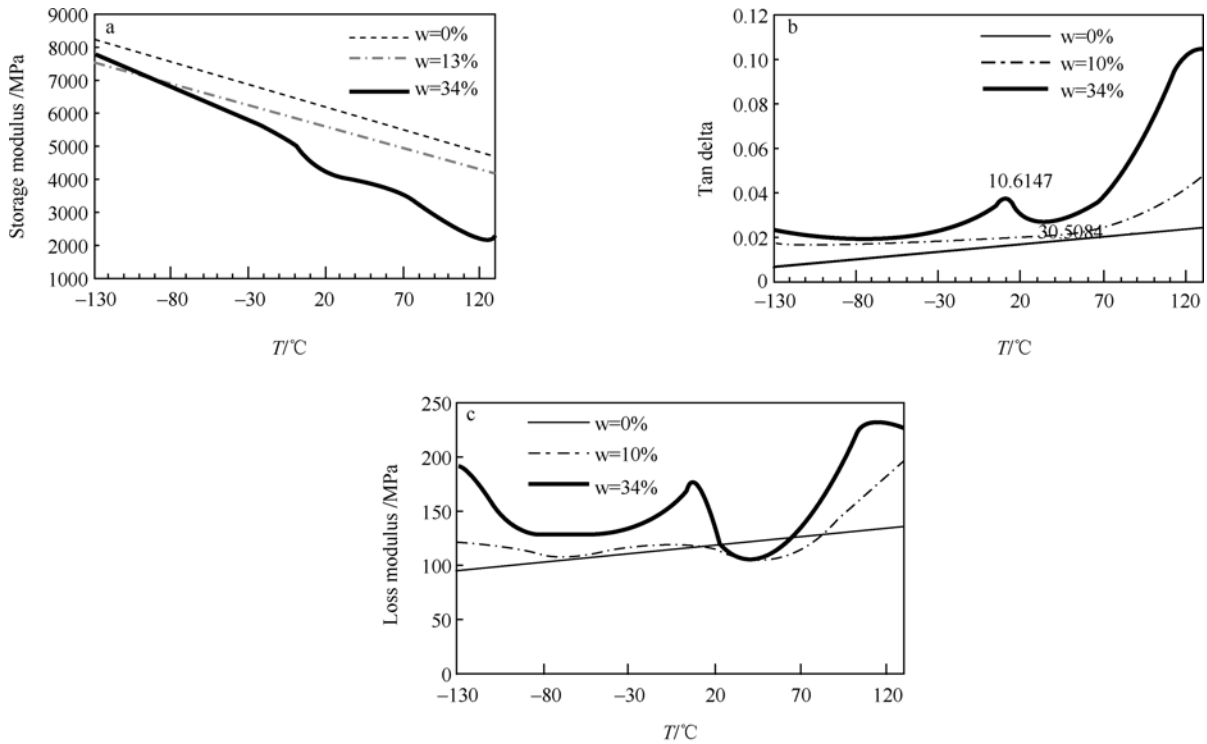 a
w=0%
w=13%
w=34%
Storage modulus /MPa
9000
8000
7000
6000
5000
4000
3000
2000
1000
−130
−80
−30
20
70
120
T/℃
b
w=0%
w=10%
w=34%
Tan delta
0.12
0.10
0.08
0.06
0.04
0.02
0
10.6147
30.5084
−130
−80
−30
20
70
120
T/℃
c
w=0%
w=10%
w=34%
Loss modulus /MPa
250
200
150
100
50
0
−130
−80
−30
20
70
120
T/℃